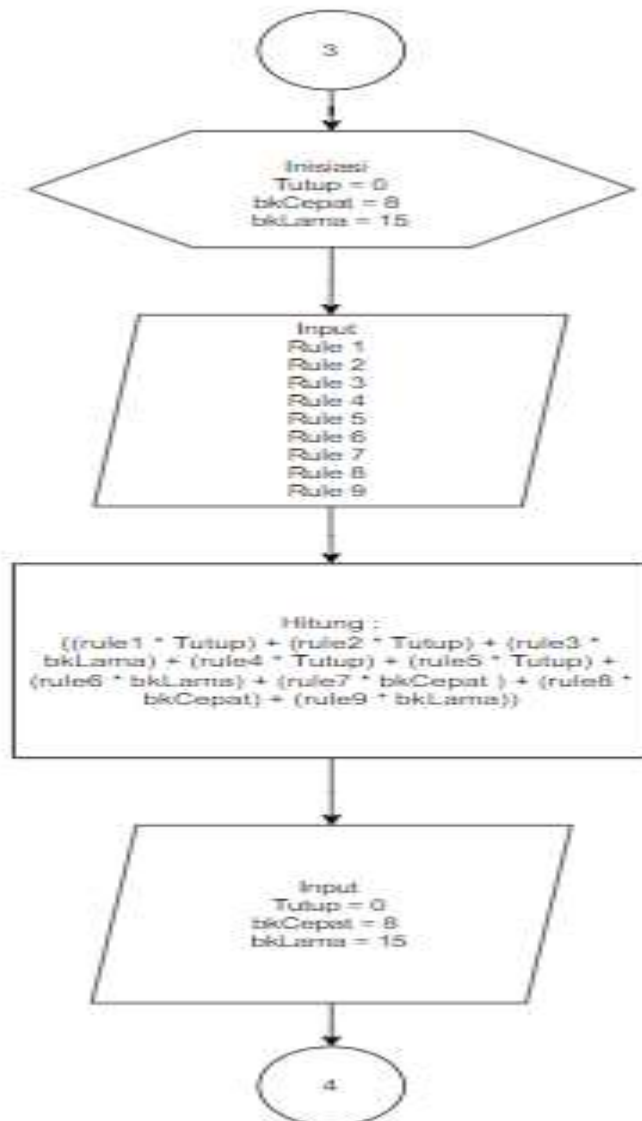 3
Inisiasi
Tutup = 0
bkCepat = 8
bkLama = 15
Input
Rule 1
Rule 2
Rule 3
Rule 4
Rule 5
Rule 6
Rule 7
Rule 8
Rule 9
Hitung :
((rule1 * Tutup) + (rule2 * Tutup) + (rule3 *
bkLama) + (rule4 * Tutup) + (rule5 * Tutup) +
(rule6 * bkLama) + (rule7 * bkCepat ) + (rule8 *
bkCepat) + (rule9 * bkLama))
Input
Tutup = 0
bkCepat = 8
bkLama = 15
4